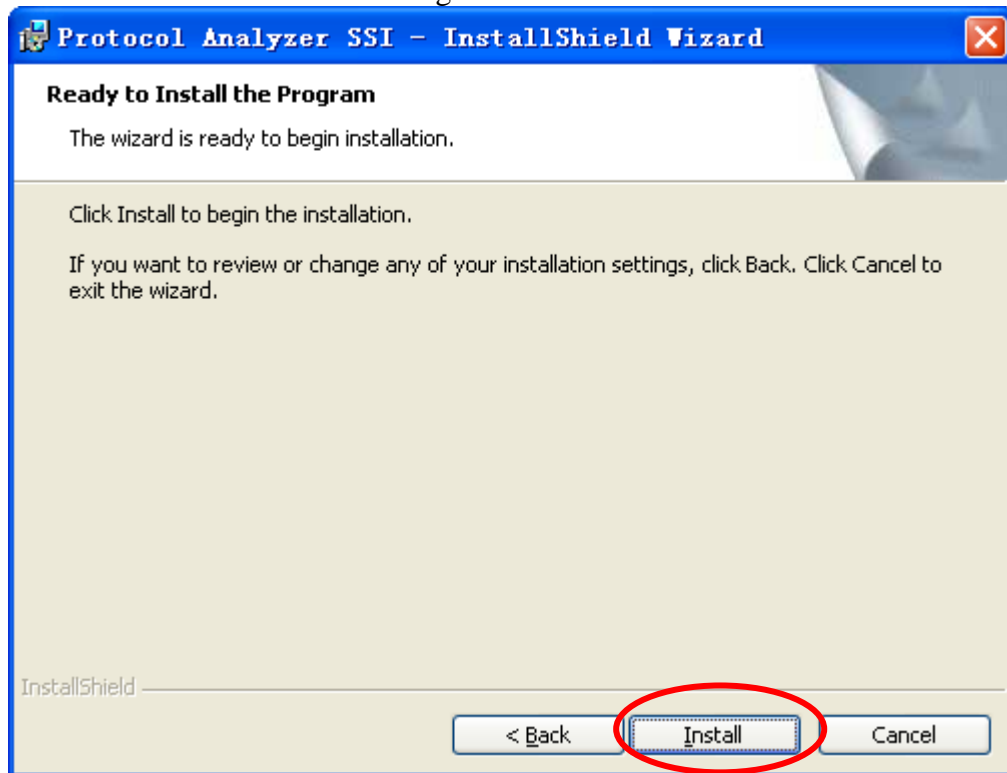 Protocol Analyzer SSI - InstallShield Wizard
Ready to Install the Program
The wizard is ready to begin installation.
Click Install to begin the installation.
If you want to review or change any of your installation settings, click Back. Click Cancel to
exit the wizard.
InstallShield
< Back Install Cancel